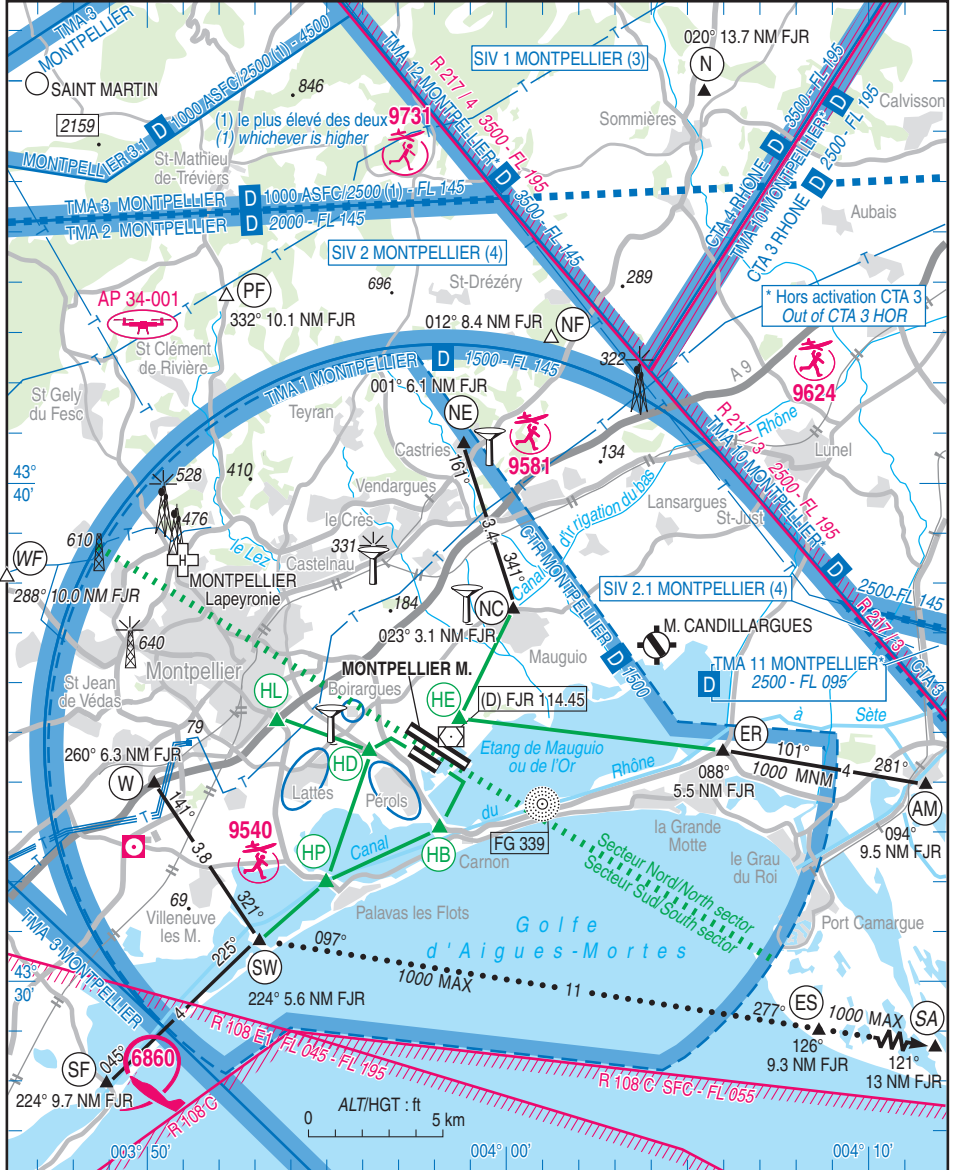 TMA 3
MONTPELLIER
SAINT MARTIN
2159
846
MONTPELLIER 3.1 D 1000 ASFC/2500(1) - 4500
(1) le plus élevé des deux
(1) whichever is higher
9731
St-Mathieu
de-Tréviers
TMA 3 MONTPELLIER D 1000 ASFC/2500 (1) - FL 145
TMA 2 MONTPELLIER D 2000 - FL 145
SIV 1 MONTPELLIER (3)
R 217 / 4 3500 - FL 195
TMA 12 MONTPELLIER* D 3500 - FL 145
020° 13.7 NM FJR
N
Sommières
CTA 4 RHONE D 3500 - FL 195
TMA 10 MONTPELLIER* D 2500 - FL 195
CTA 3 RHONE D
Calvisson
Aubais
SIV 2 MONTPELLIER (4)
696
St-Drézéry
289
* Hors activation CTA 3
Out of CTA 3 HOR
AP 34-001
PF
332° 10.1 NM FJR
012° 8.4 NM FJR
NF
St Clément
de Rivière
St Gely
du Fesc
TMA 1 MONTPELLIER D 1500 - FL 145
001° 6.1 NM FJR
322
A 9
9624
Teyran
NE
Castries
9581
134
R 217 / 3 2500 - FL 195
TMA 10 MONTPELLIER* D 2500-FL 145
Rhône
Lunel
43°
40'
528
410
476
Vendargues
161°
3.4
341°
Lansargues
St-Just
Canal d'irrigation du bas
610
le Lez
le Crès
331
Castelnau
CTR MONTPELLIER D 1500
WF
288° 10.0 NM FJR
MONTPELLIER
Lapeyronie
184
NC
023° 3.1 NM FJR
SIV 2.1 MONTPELLIER (4)
R 217 / 3
CTA 3
640
M. CANDILLARGUES
Montpellier
MONTPELLIER M.
Mauguio
D
TMA 11 MONTPELLIER*
2500 - FL 095
St Jean
de Védas
HL
Boirargues
HE
(D) FJR 114.45
à Sète
79
260° 6.3 NM FJR
W
HD
Etang de Mauguio
ou de l'Or
Rhône
ER
088°
5.5 NM FJR
101°
1000 MNM
4
281°
AM
094°
9.5 NM FJR
141°
3.8
321°
Lattes
Pérols
du
9540
HP
Canal
HB
Carnon
FG 339
la Grande
Motte
le Grau
du Roi
Secteur Nord/North sector
Secteur Sud/South sector
69
Villeneuve
les M.
Palavas les Flots
Golfe
d'Aigues-Mortes
Port Camargue
TMA 3 MONTPELLIER
225°
4
045°
SW
224° 5.6 NM FJR
097°
1000 MAX
11
277°
ES
126°
9.3 NM FJR
1000 MAX
SA
121°
13 NM FJR
43°
30'
SF
224° 9.7 NM FJR
6860
R 108 E1 FL 045 - FL 195
R 108 C SFC - FL 055
R 108 C
ALT/HGT : ft
0 5 km
003° 50'
004° 00'
004° 10'